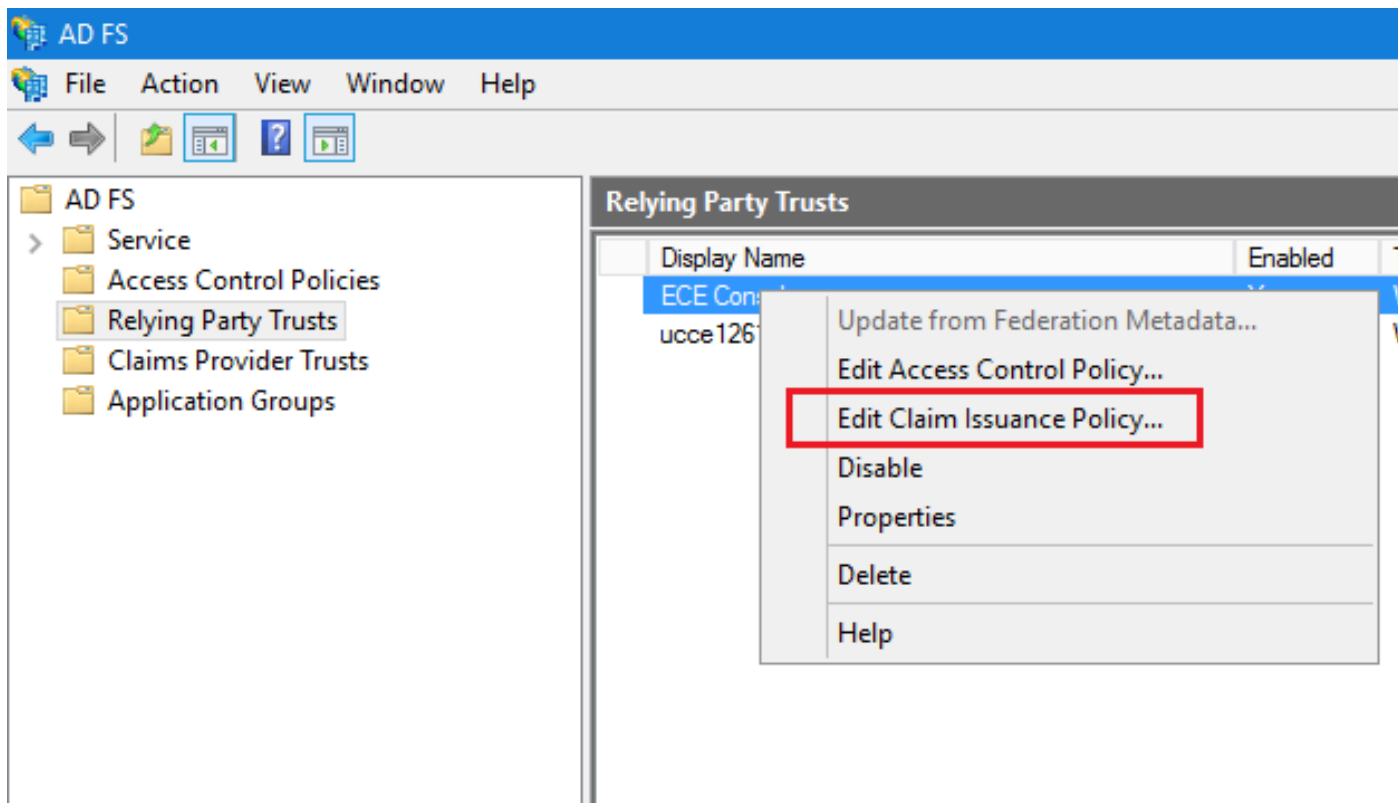 AD FS
File Action View Window Help
AD FS
Service
Access Control Policies
Relying Party Trusts
Claims Provider Trusts
Application Groups
Relying Party Trusts
Display Name Enabled
ECE
Update from Federation Metadata...
Edit Access Control Policy...
Edit Claim Issuance Policy...
Disable
Properties
Delete
Help